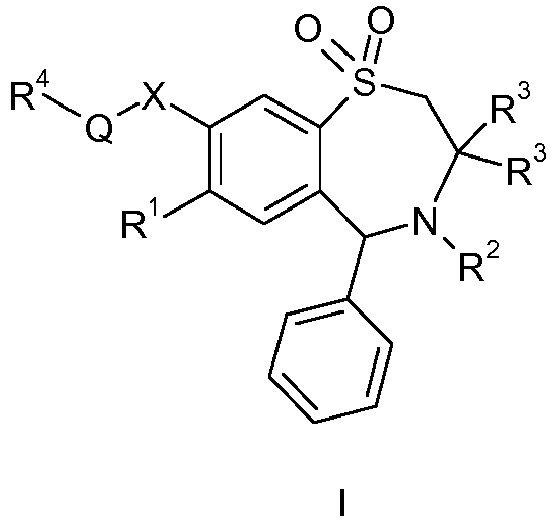 O O
R⁴ X S R³
Q R³
R¹ N
R²
I